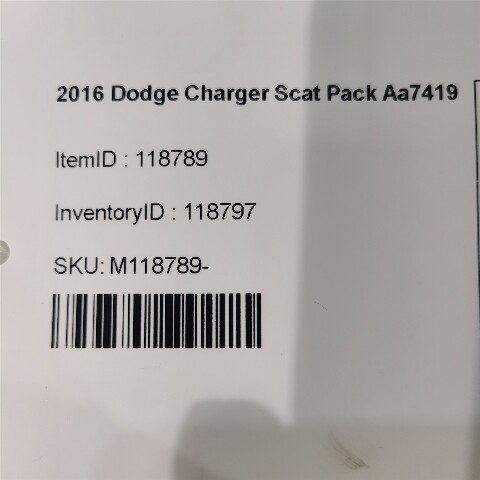 2016 Dodge Charger Scat Pack Aa7419
ItemID : 118789
InventoryID : 118797
SKU: M118789-